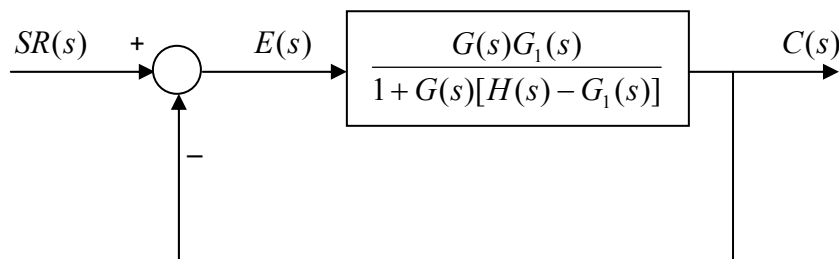 SR(s) + E(s) G(s)G₁(s) C(s)
1 + G(s)[H(s) − G₁(s)]
−